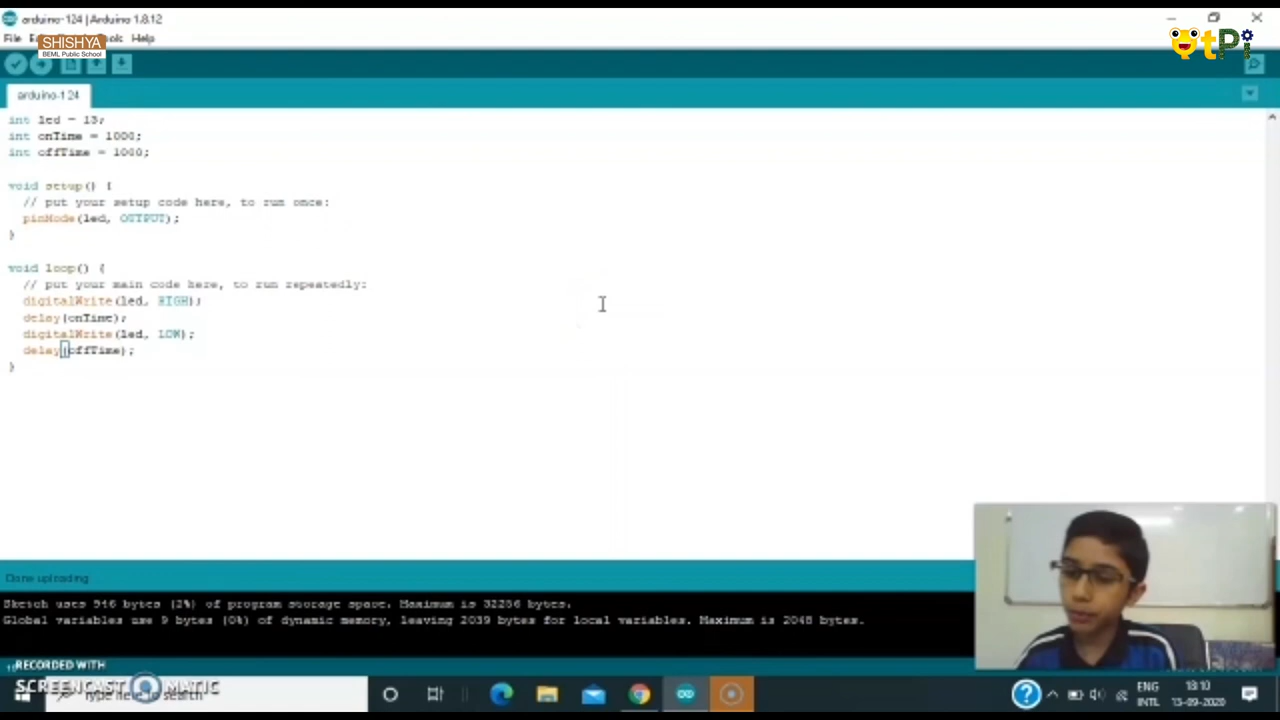 arduino-124 | Arduino 1.8.12
File
Help
SHISHYA
BEML Public School
QtPi
arduino-124
int led = 13;
int onTime = 1000;
int offTime = 1000;
void setup() {
// put your setup code here, to run once:
pinMode(led, OUTPUT);
}
void loop() {
// put your main code here, to run repeatedly:
digitalWrite(led, HIGH);
delay(onTime);
digitalWrite(led, LOW);
delay(offTime);
}
Done uploading
Sketch uses 946 bytes (2%) of program storage space. Maximum is 32256 bytes.
Global variables use 9 bytes (0%) of dynamic memory, leaving 2039 bytes for local variables. Maximum is 2048 bytes.
RECORDED WITH
SCREENCAST MATIC
Type here to search
ENG
INTL
18:10
13-09-2020